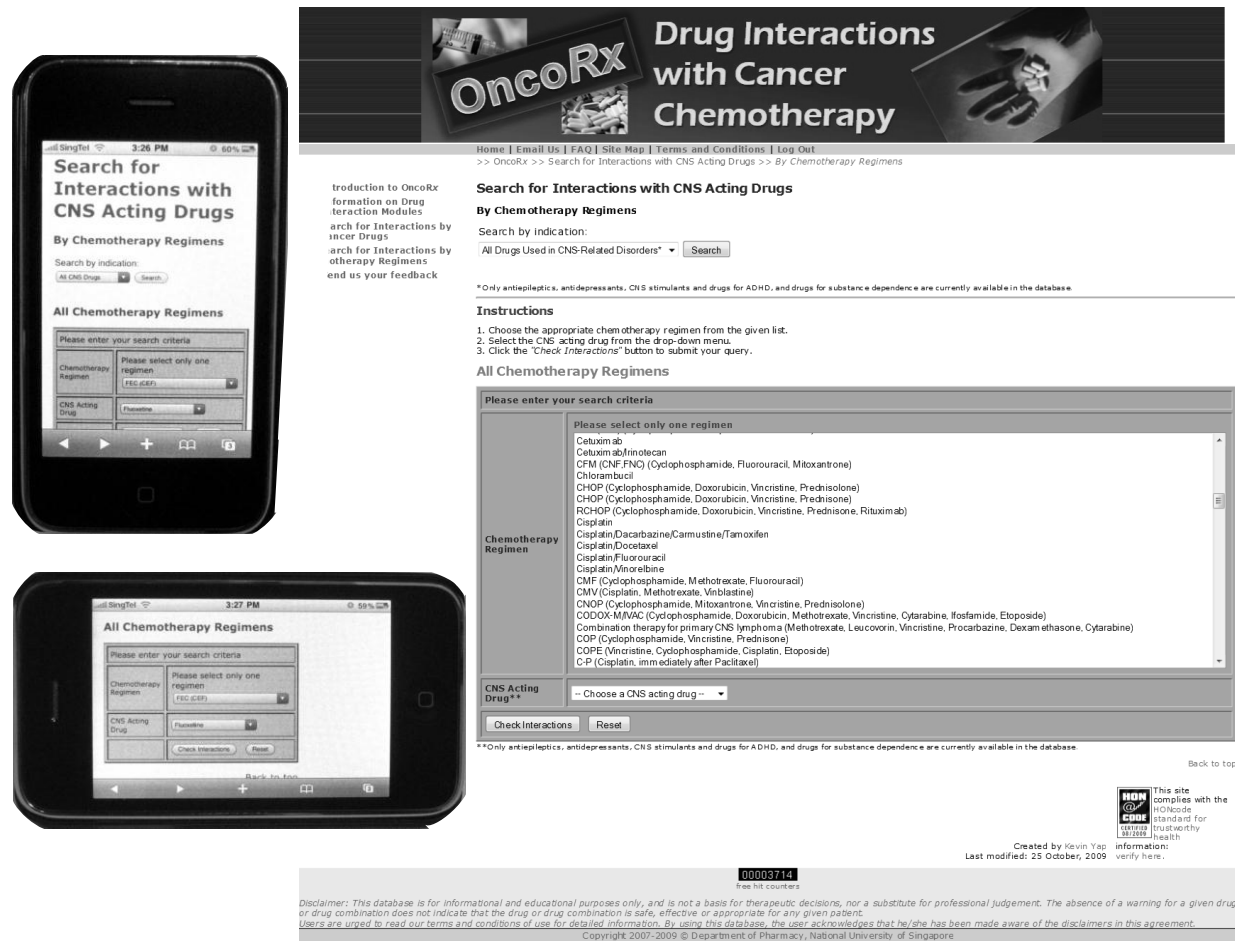 SingTel 3:26 PM 60%
Search for
Interactions with
CNS Acting Drugs
By Chemotherapy Regimens
Search by indication:
All CNS Drugs Search
All Chemotherapy Regimens
Please enter your search criteria
Chemotherapy
Regimen
Please select only one
regimen
FEC (CEF)
CNS Acting
Drug
Fluoxetine
SingTel 3:27 PM 59%
All Chemotherapy Regimens
Please enter your search criteria
Chemotherapy
Regimen
Please select only one
regimen
FEC (CEF)
CNS Acting
Drug
Fluoxetine
Check Interactions Reset
Back to top
OncoRx
Drug Interactions
with Cancer
Chemotherapy
Home | Email Us | FAQ | Site Map | Terms and Conditions | Log Out
>> OncoRx >> Search for Interactions with CNS Acting Drugs >> By Chemotherapy Regimens
troduction to OncoRx
formation on Drug
teraction Modules
arch for Interactions by
ancer Drugs
arch for Interactions by
otherapy Regimens
end us your feedback
Search for Interactions with CNS Acting Drugs
By Chemotherapy Regimens
Search by indication:
All Drugs Used in CNS-Related Disorders* Search
*Only antiepileptics, antidepressants, CNS stimulants and drugs for ADHD, and drugs for substance dependence are currently available in the database.
Instructions
1. Choose the appropriate chemotherapy regimen from the given list.
2. Select the CNS acting drug from the drop-down menu.
3. Click the "Check Interactions" button to submit your query.
All Chemotherapy Regimens
Please enter your search criteria
Chemotherapy
Regimen
Please select only one regimen
Cetuximab
Cetuximab/Irinotecan
CFM (CNF,FNC) (Cyclophosphamide, Fluorouracil, Mitoxantrone)
Chlorambucil
CHOP (Cyclophosphamide, Doxorubicin, Vincristine, Prednisolone)
CHOP (Cyclophosphamide, Doxorubicin, Vincristine, Prednisone)
RCHOP (Cyclophosphamide, Doxorubicin, Vincristine, Prednisone, Rituximab)
Cisplatin
Cisplatin/Dacarbazine/Carmustine/Tamoxifen
Cisplatin/Docetaxel
Cisplatin/Fluorouracil
Cisplatin/Vinorelbine
CMF (Cyclophosphamide, Methotrexate, Fluorouracil)
CMV (Cisplatin, Methotrexate, Vinblastine)
CNOP (Cyclophosphamide, Mitoxantrone, Vincristine, Prednisolone)
CODOX-M/IVAC (Cyclophosphamide, Doxorubicin, Methotrexate, Vincristine, Cytarabine, Ifosfamide, Etoposide)
Combination therapy for primary CNS lymphoma (Methotrexate, Leucovorin, Vincristine, Procarbazine, Dexamethasone, Cytarabine)
COP (Cyclophosphamide, Vincristine, Prednisone)
COPE (Vincristine, Cyclophosphamide, Cisplatin, Etoposide)
C-P (Cisplatin, immediately after Paclitaxel)
CNS Acting
Drug**
-- Choose a CNS acting drug --
Check Interactions Reset
**Only antiepileptics, antidepressants, CNS stimulants and drugs for ADHD, and drugs for substance dependence are currently available in the database.
Back to top
HON
@
CODE
CERTIFIED
08/2009
This site
complies with the
HONcode
standard for
trustworthy
health
information:
verify here.
Created by Kevin Yap
Last modified: 25 October, 2009
00003714
free hit counters
Disclaimer: This database is for informational and educational purposes only, and is not a basis for therapeutic decisions, nor a substitute for professional judgement. The absence of a warning for a given drug
or drug combination does not indicate that the drug or drug combination is safe, effective or appropriate for any given patient.
Users are urged to read our terms and conditions of use for detailed information. By using this database, the user acknowledges that he/she has been made aware of the disclaimers in this agreement.
Copyright 2007-2009 © Department of Pharmacy, National University of Singapore